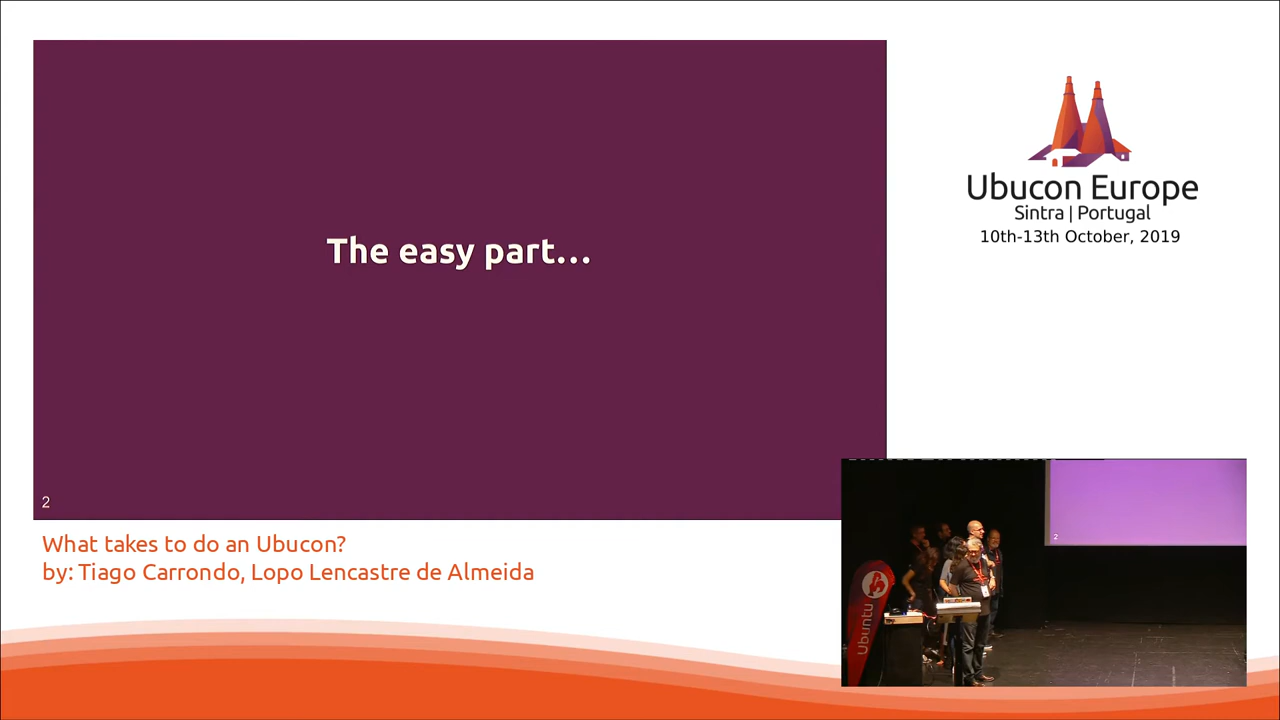 The easy part...
2
Ubucon Europe
Sintra | Portugal
10th-13th October, 2019
What takes to do an Ubucon?
by: Tiago Carrondo, Lopo Lencastre de Almeida
2
Ubuntu